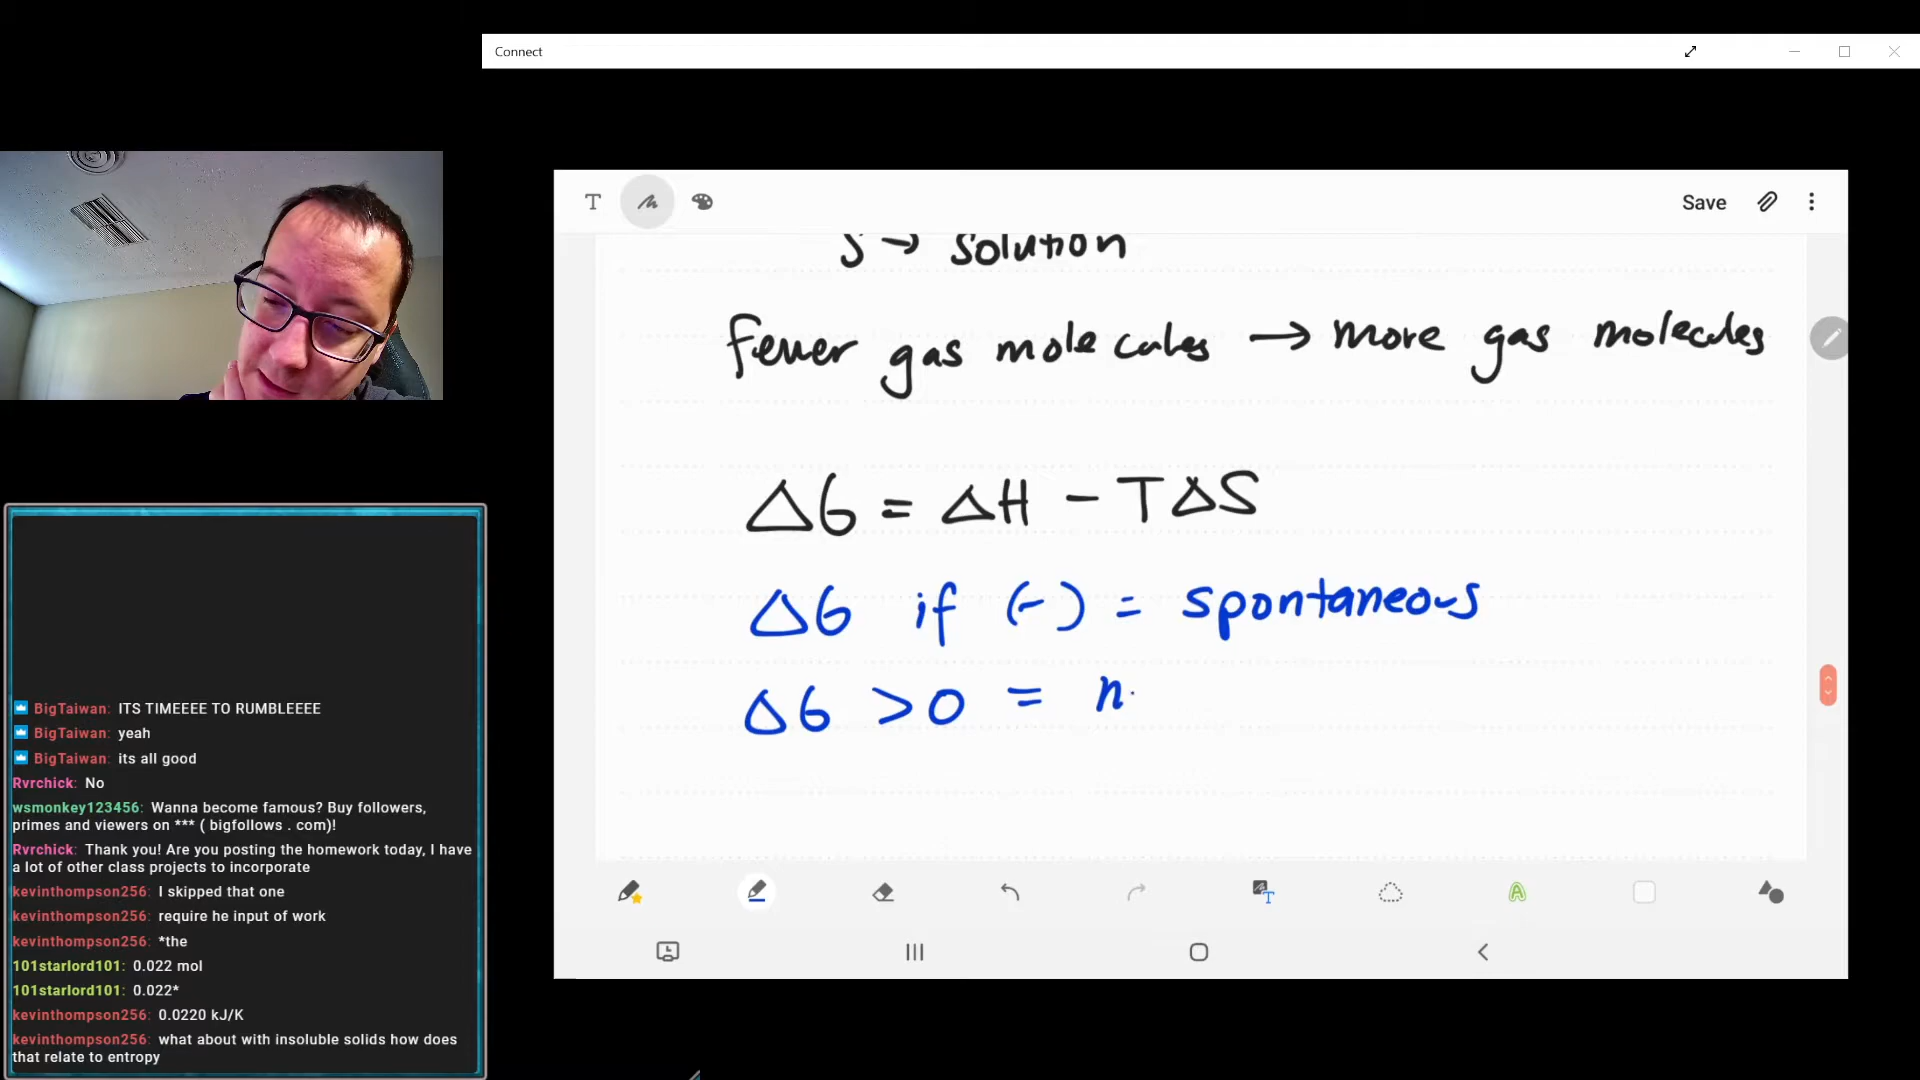 Connect
T
Save
s → solution
fewer gas molecules → more gas molecules
ΔG = ΔH - TΔS
ΔG if (-) = spontaneous
ΔG >0 = n
T
A
BigTaiwan: ITS TIMEEEE TO RUMBLEEEE
BigTaiwan: yeah
BigTaiwan: its all good
Rvrchick: No
wsmonkey123456: Wanna become famous? Buy followers,
primes and viewers on *** ( bigfollows . com)!
Rvrchick: Thank you! Are you posting the homework today, I have
a lot of other class projects to incorporate
kevinthompson256: I skipped that one
kevinthompson256: require he input of work
kevinthompson256: *the
101starlord101: 0.022 mol
101starlord101: 0.022*
kevinthompson256: 0.0220 kJ/K
kevinthompson256: what about with insoluble solids how does
that relate to entropy